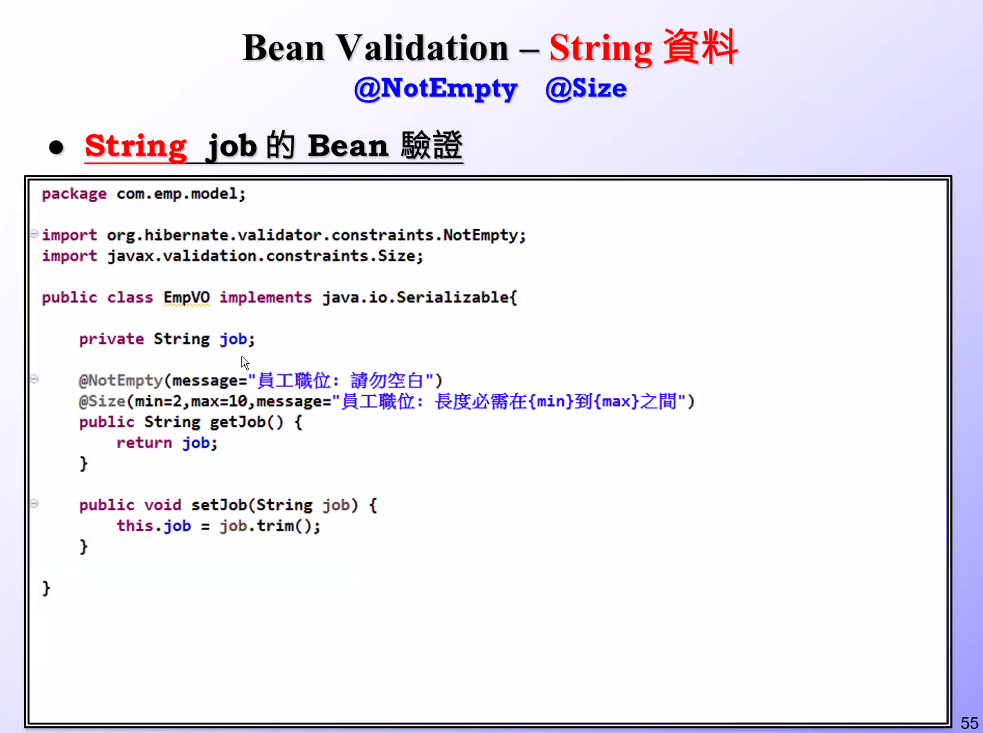 Bean Validation – String 資料
@NotEmpty @Size
● String job 的 Bean 驗證
package com.emp.model;
import org.hibernate.validator.constraints.NotEmpty;
import javax.validation.constraints.Size;
public class EmpVO implements java.io.Serializable{
private String job;
@NotEmpty(message="員工職位: 請勿空白")
@Size(min=2,max=10,message="員工職位: 長度必需在{min}到{max}之間")
public String getJob() {
return job;
}
public void setJob(String job) {
this.job = job.trim();
}
}
55